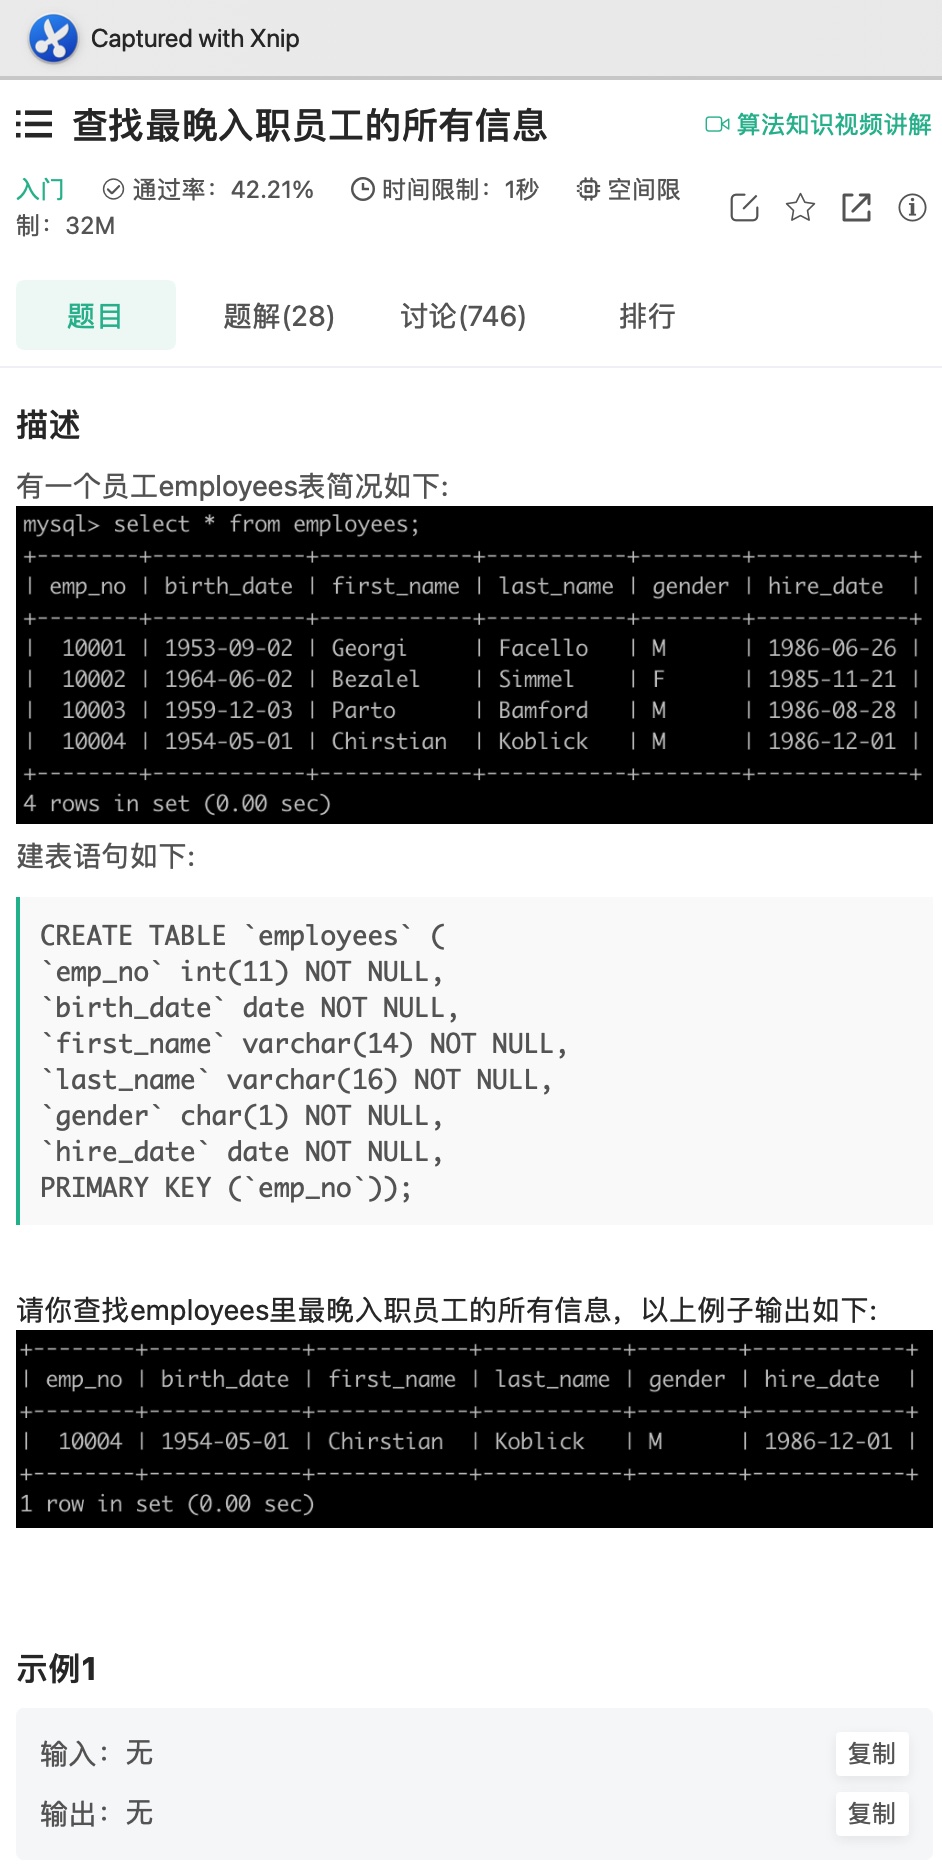 Captured with Xnip
查找最晚入职员工的所有信息
算法知识视频讲解
入门 通过率：42.21% 时间限制：1秒 空间限
制：32M
题目 题解(28) 讨论(746) 排行
描述
有一个员工employees表简况如下:
mysql> select * from employees;
+--------+------------+------------+-----------+--------+------------+
| emp_no | birth_date | first_name | last_name | gender | hire_date  |
+--------+------------+------------+-----------+--------+------------+
|  10001 | 1953-09-02 | Georgi     | Facello   | M      | 1986-06-26 |
|  10002 | 1964-06-02 | Bezalel    | Simmel    | F      | 1985-11-21 |
|  10003 | 1959-12-03 | Parto      | Bamford   | M      | 1986-08-28 |
|  10004 | 1954-05-01 | Chirstian  | Koblick   | M      | 1986-12-01 |
+--------+------------+------------+-----------+--------+------------+
4 rows in set (0.00 sec)
建表语句如下:
CREATE TABLE `employees` (
`emp_no` int(11) NOT NULL,
`birth_date` date NOT NULL,
`first_name` varchar(14) NOT NULL,
`last_name` varchar(16) NOT NULL,
`gender` char(1) NOT NULL,
`hire_date` date NOT NULL,
PRIMARY KEY (`emp_no`));
请你查找employees里最晚入职员工的所有信息，以上例子输出如下:
+--------+------------+------------+-----------+--------+------------+
| emp_no | birth_date | first_name | last_name | gender | hire_date  |
+--------+------------+------------+-----------+--------+------------+
|  10004 | 1954-05-01 | Chirstian  | Koblick   | M      | 1986-12-01 |
+--------+------------+------------+-----------+--------+------------+
1 row in set (0.00 sec)
示例1
输入：无 复制
输出：无 复制